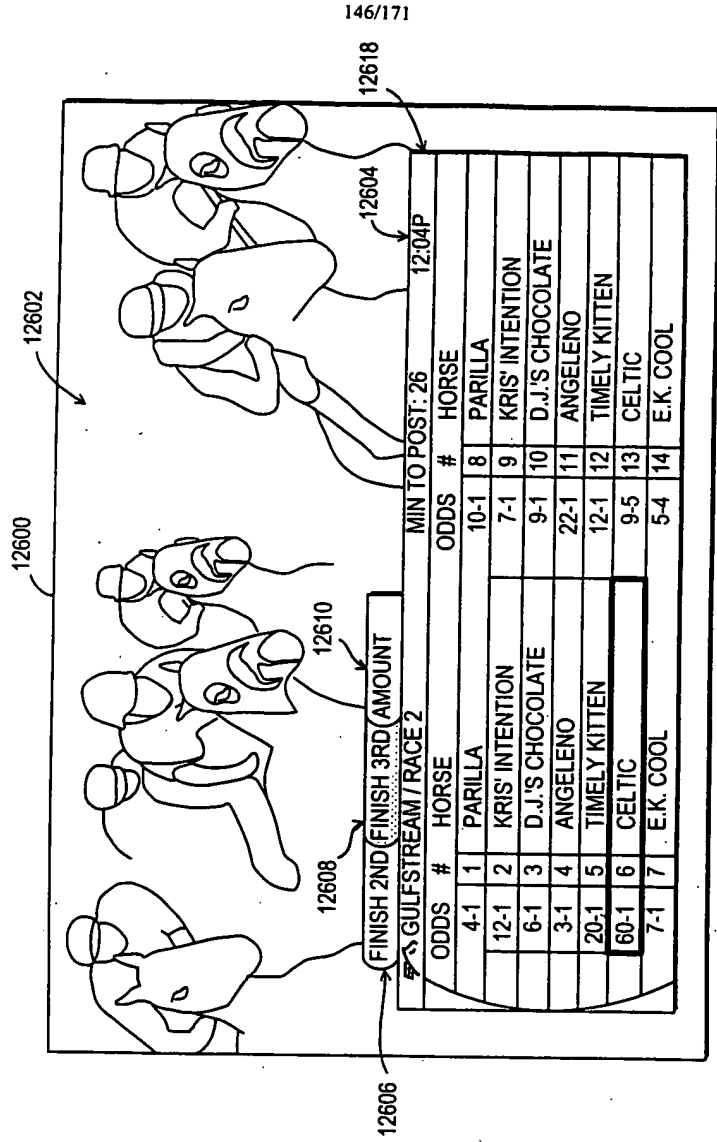 146/171
12600
12602
12618
12604
12610
12608
12606
FINISH 2ND FINISH 3RD AMOUNT
GULFSTREAM / RACE 2 MIN TO POST: 26 12:04P
ODDS # HORSE ODDS # HORSE
4-1 1 PARILLA 10-1 8 PARILLA
12-1 2 KRIS' INTENTION 7-1 9 KRIS' INTENTION
6-1 3 D.J.'S CHOCOLATE 9-1 10 D.J.'S CHOCOLATE
3-1 4 ANGELENO 22-1 11 ANGELENO
20-1 5 TIMELY KITTEN 12-1 12 TIMELY KITTEN
60-1 6 CELTIC 9-5 13 CELTIC
7-1 7 E.K. COOL 5-4 14 E.K. COOL